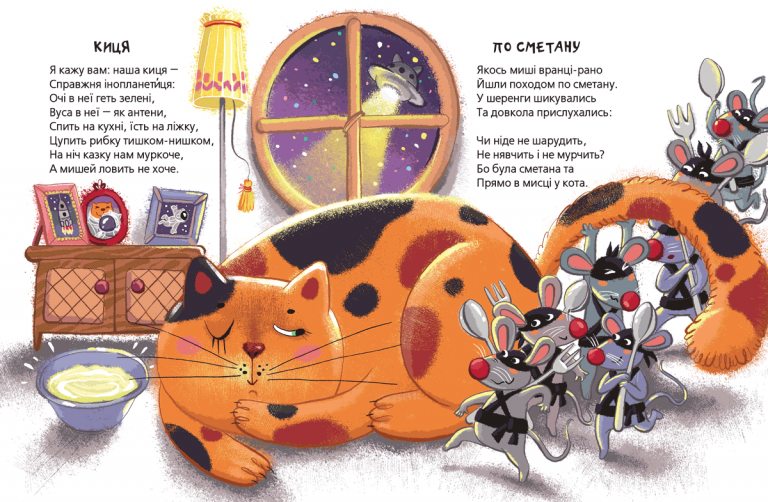 КИЦЯ
Я кажу вам: наша киця –
Справжня інопланети́ця:
Очі в неї геть зелені,
Вуса в неї – як антени,
Спить на кухні, їсть на ліжку,
Цупить рибку тишком-нишком,
На ніч казку нам муркоче,
А мишей ловить не хоче.
ПО СМЕТАНУ
Якось миші вранці-рано
Йшли походом по сметану.
У шеренги шикувались
Та довкола прислухались:
Чи ніде не шарудить,
Не нявчить і не мурчить?
Бо була сметана та
Прямо в мисці у кота.